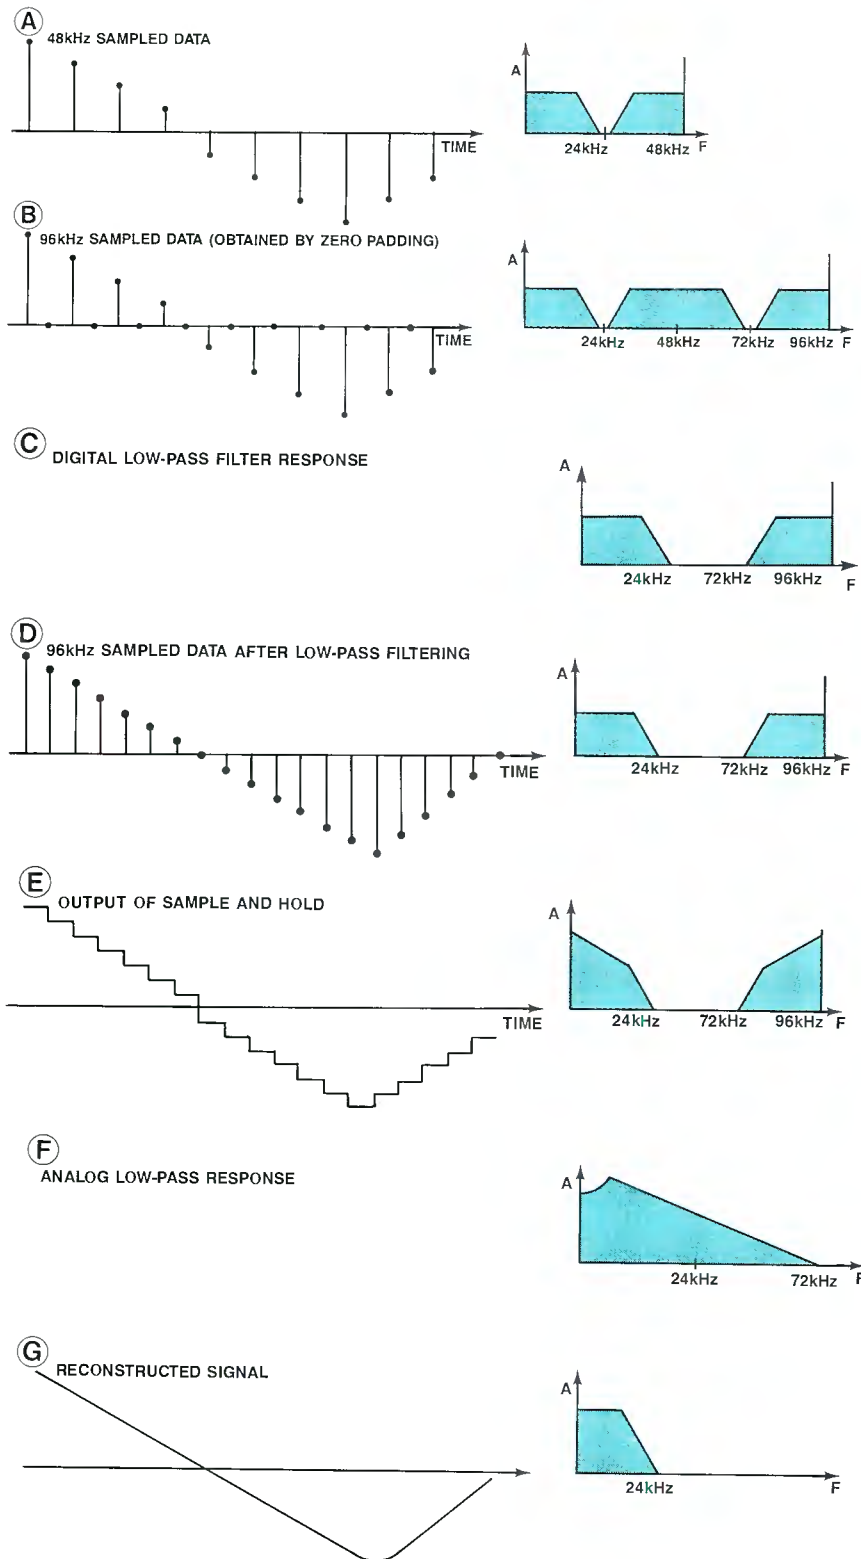 A
48kHz SAMPLED DATA
TIME
A
24kHz 48kHz F
B
96kHz SAMPLED DATA (OBTAINED BY ZERO PADDING)
TIME
A
24kHz 48kHz 72kHz 96kHz F
C
DIGITAL LOW-PASS FILTER RESPONSE
A
24kHz 72kHz 96kHz F
D
96kHz SAMPLED DATA AFTER LOW-PASS FILTERING
TIME
A
24kHz 72kHz 96kHz F
E
OUTPUT OF SAMPLE AND HOLD
TIME
A
24kHz 72kHz 96kHz F
F
ANALOG LOW-PASS RESPONSE
A
24kHz 72kHz F
G
RECONSTRUCTED SIGNAL
A
24kHz F